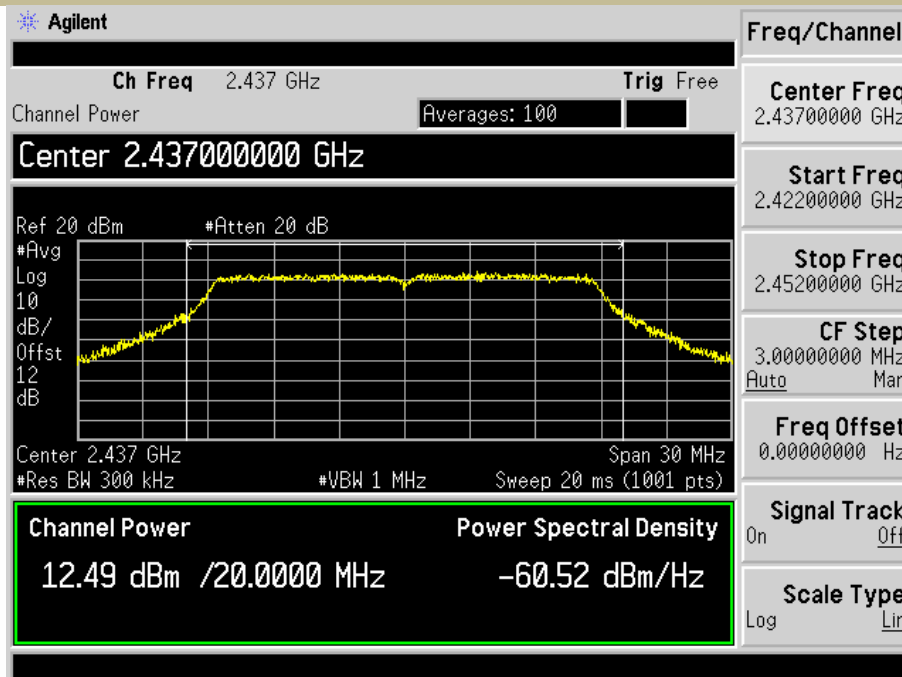 Agilent
Ch Freq 2.437 GHz Trig Free
Channel Power Averages: 100
Center 2.437000000 GHz
Ref 20 dBm #Atten 20 dB
#Avg
Log
10
dB/
Offst
12
dB
Center 2.437 GHz Span 30 MHz
#Res BW 300 kHz #VBW 1 MHz Sweep 20 ms (1001 pts)
Channel Power Power Spectral Density
12.49 dBm /20.0000 MHz -60.52 dBm/Hz
Freq/Channel
Center Freq
2.43700000 GHz
Start Freq
2.42200000 GHz
Stop Freq
2.45200000 GHz
CF Step
3.00000000 MHz
Auto Man
Freq Offset
0.00000000 Hz
Signal Track
On Off
Scale Type
Log Lin